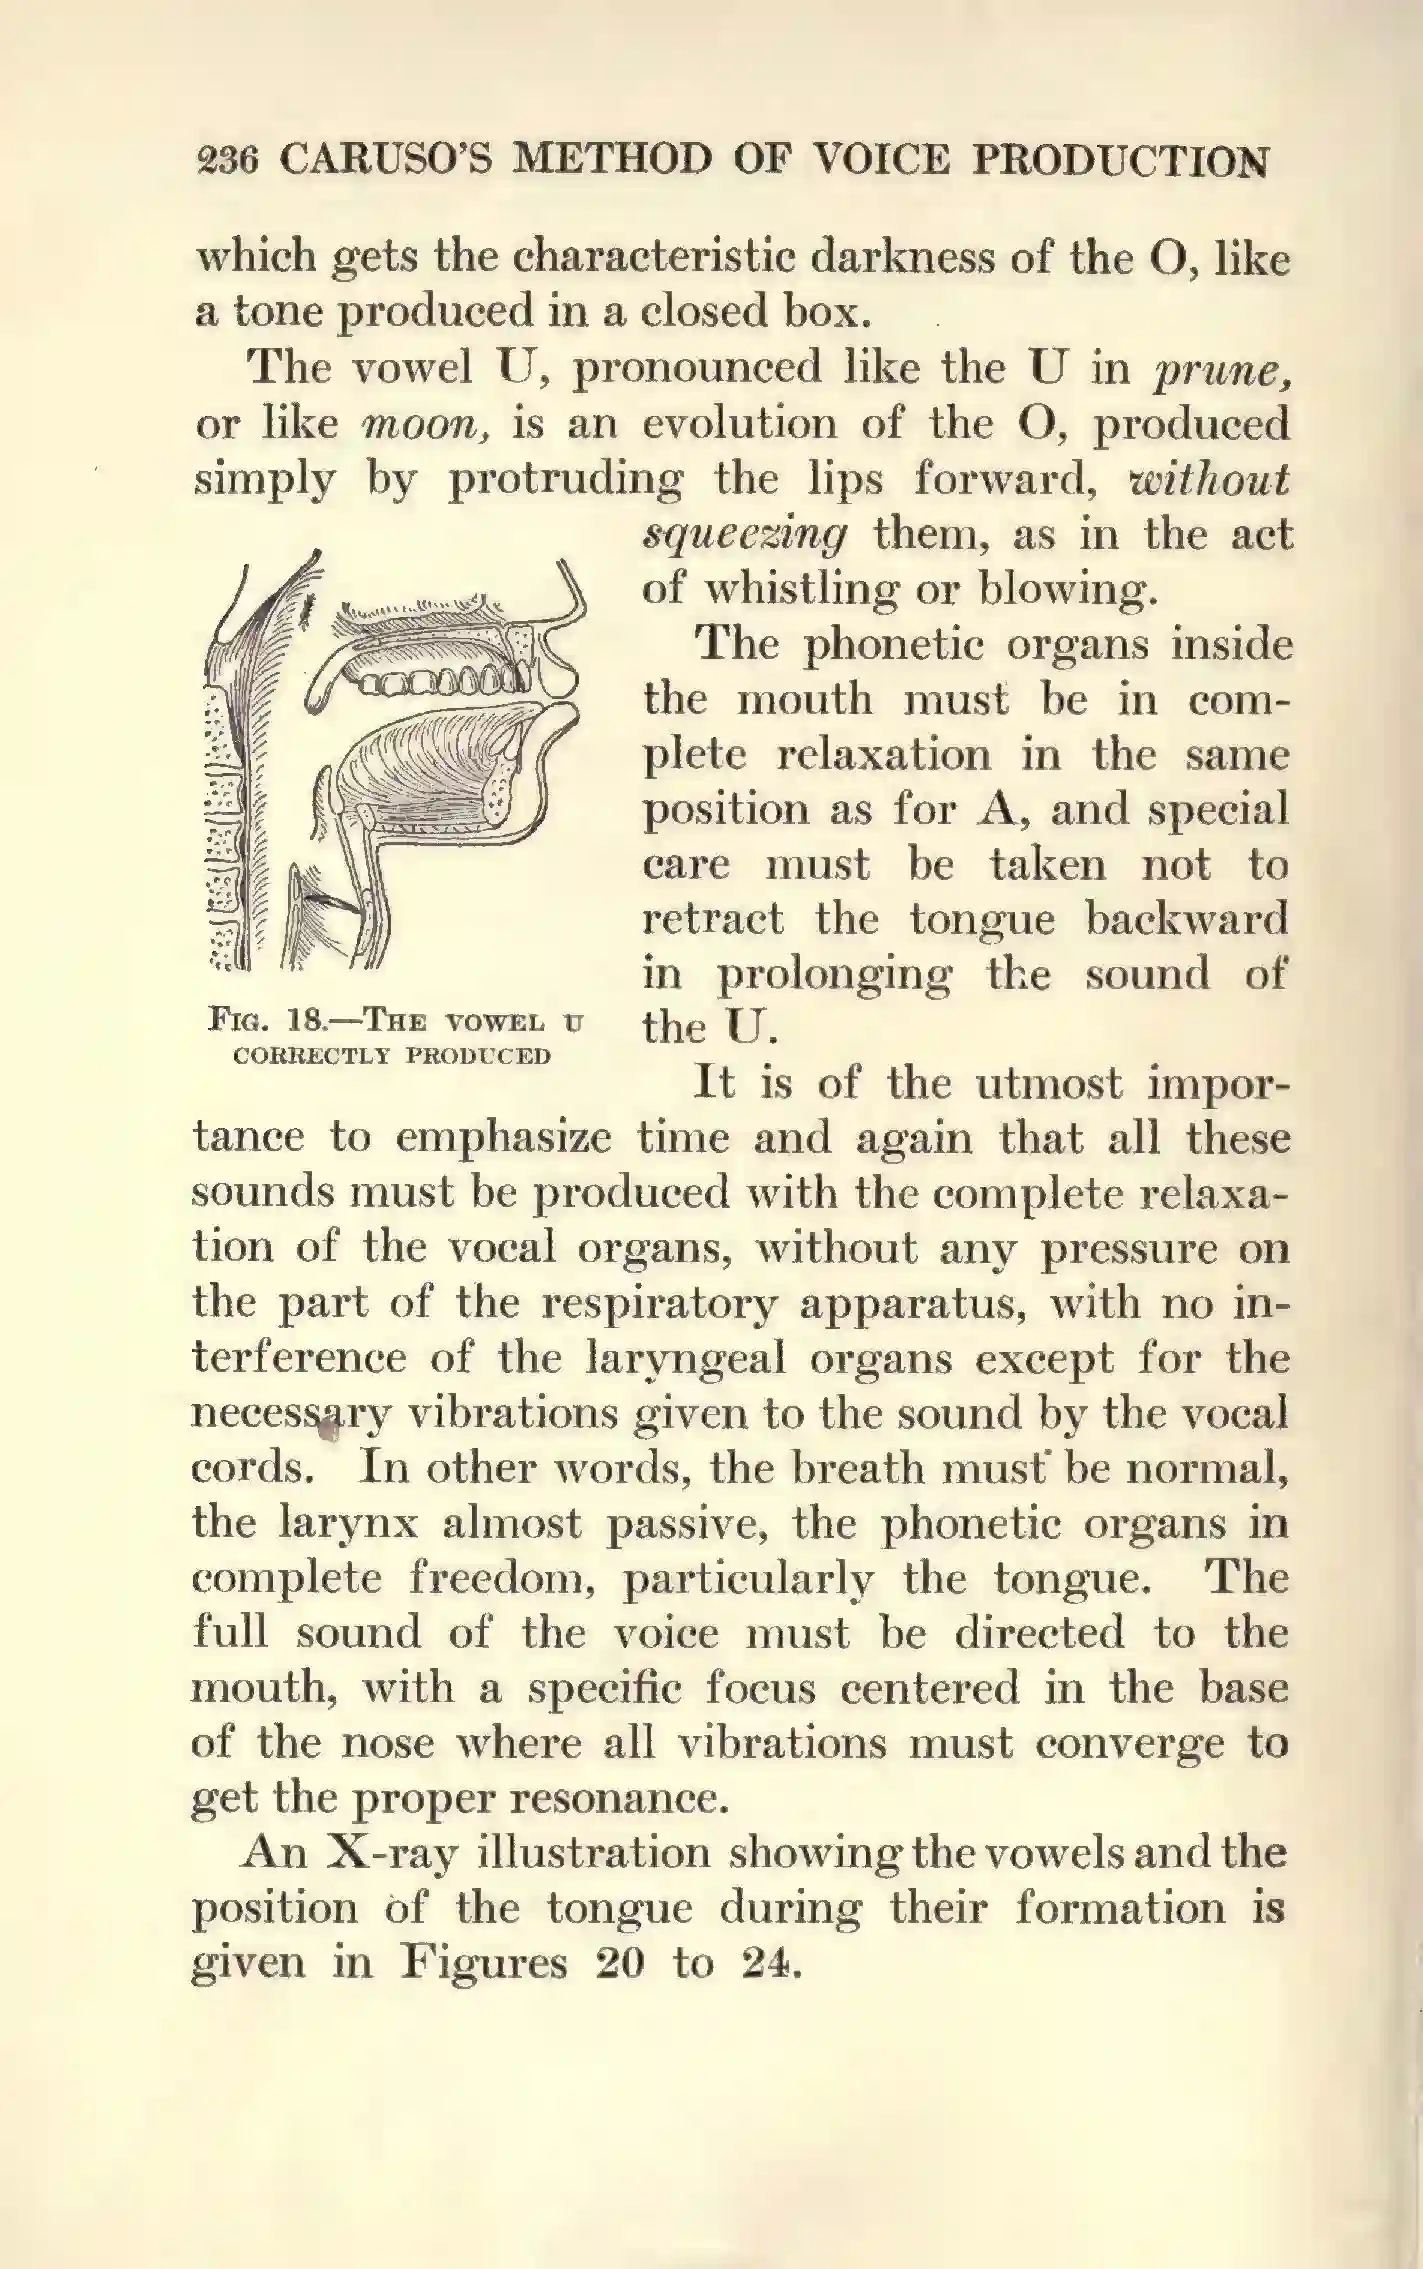 236 CARUSO'S METHOD OF VOICE PRODUCTION
which gets the characteristic darkness of the O, like
a tone produced in a closed box.
The vowel U, pronounced like the U in prune,
or like moon, is an evolution of the O, produced
simply by protruding the lips forward, without
squeezing them, as in the act
of whistling or blowing.
The phonetic organs inside
the mouth must be in com-
plete relaxation in the same
position as for A, and special
care must be taken not to
retract the tongue backward
in prolonging the sound of
the U.
FIG. 18.—THE VOWEL U
CORRECTLY PRODUCED
It is of the utmost impor-
tance to emphasize time and again that all these
sounds must be produced with the complete relaxa-
tion of the vocal organs, without any pressure on
the part of the respiratory apparatus, with no in-
terference of the laryngeal organs except for the
necessary vibrations given to the sound by the vocal
cords. In other words, the breath must be normal,
the larynx almost passive, the phonetic organs in
complete freedom, particularly the tongue. The
full sound of the voice must be directed to the
mouth, with a specific focus centered in the base
of the nose where all vibrations must converge to
get the proper resonance.
An X-ray illustration showing the vowels and the
position of the tongue during their formation is
given in Figures 20 to 24.